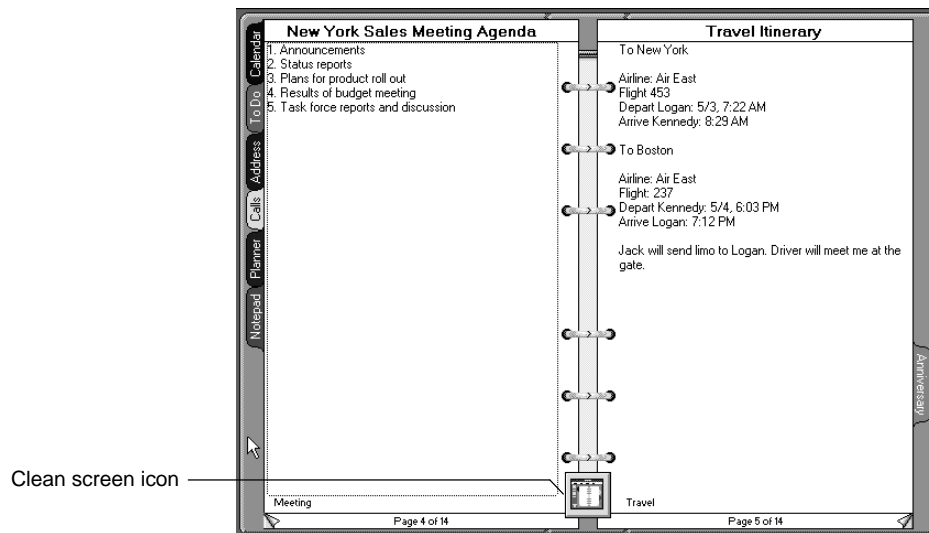 Calendar
To Do
Address
Calls
Planner
Notepad
New York Sales Meeting Agenda
1. Announcements
2. Status reports
3. Plans for product roll out
4. Results of budget meeting
5. Task force reports and discussion
Meeting
Page 4 of 14
Travel Itinerary
To New York
Airline: Air East
Flight 453
Depart Logan: 5/3, 7:22 AM
Arrive Kennedy: 8:29 AM
To Boston
Airline: Air East
Flight: 237
Depart Kennedy: 5/4, 6:03 PM
Arrive Logan: 7:12 PM
Jack will send limo to Logan. Driver will meet me at the
gate.
Travel
Page 5 of 14
Anniversary
Clean screen icon